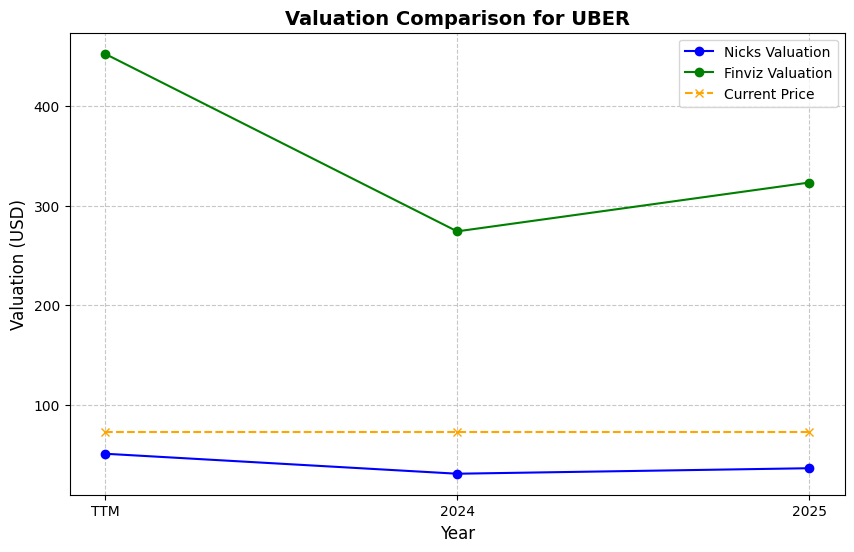 Valuation Comparison for UBER
Nicks Valuation
Finviz Valuation
Current Price
Valuation (USD)
400
300
200
100
TTM
2024
2025
Year